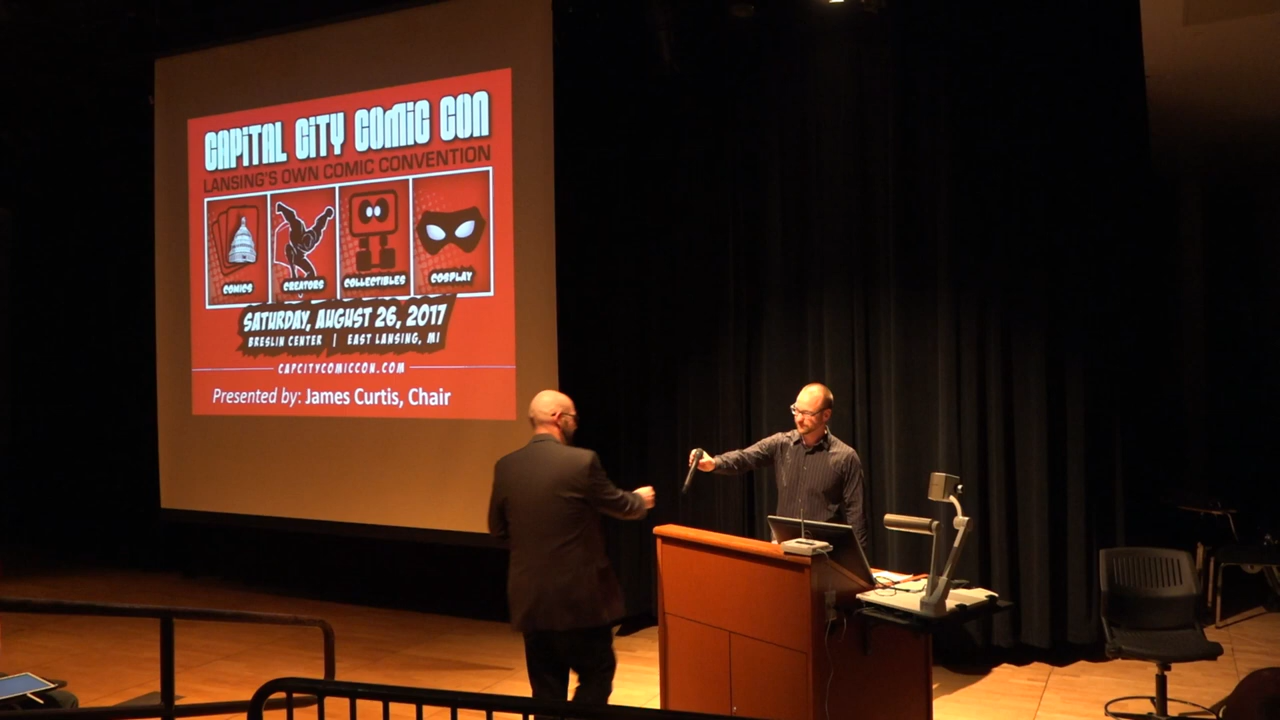 CAPITAL CITY COMIC CON
LANSING'S OWN COMIC CONVENTION
COMICS CREATORS COLLECTIBLES COSPLAY
SATURDAY, AUGUST 26, 2017
BRESLIN CENTER | EAST LANSING, MI
CAPCITYCOMICCON.COM
Presented by: James Curtis, Chair